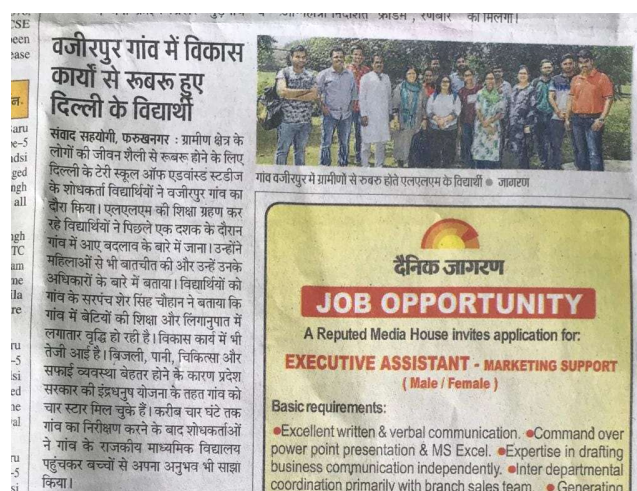 CSE
been
ease
निदेशित फ्रीडम , रणबीर को मिलेगी।
वजीरपुर गांव में विकास
कार्यों से रूबरू हुए
दिल्ली के विद्यार्थी
संवाद सहयोगी, फरुखनगर : ग्रामीण क्षेत्र के
लोगों की जीवन शैली से रूबरू होने के लिए
दिल्ली के टेरी स्कूल ऑफ एडवांस्ड स्टडीज
के शोधकर्ता विद्यार्थियों ने वजीरपुर गांव का
दौरा किया। एलएलएम की शिक्षा ग्रहण कर
रहे विद्यार्थियों ने पिछले एक दशक के दौरान
गांव में आए बदलाव के बारे में जाना। उन्होंने
महिलाओं से भी बातचीत की और उन्हें उनके
अधिकारों के बारे में बताया। विद्यार्थियों को
गांव के सरपंच शेर सिंह चौहान ने बताया कि
गांव में बेटियों की शिक्षा और लिंगानुपात में
लगातार वृद्धि हो रही है। विकास कार्य में भी
तेजी आई है। बिजली, पानी, चिकित्सा और
सफाई व्यवस्था बेहतर होने के कारण प्रदेश
सरकार की इंद्रधनुष योजना के तहत गांव को
चार स्टार मिल चुके हैं। करीब चार घंटे तक
गांव का निरीक्षण करने के बाद शोधकर्ताओं
ने गांव के राजकीय माध्यमिक विद्यालय
पहुंचकर बच्चों से अपना अनुभव भी साझा
किया।
गांव वजीरपुर में ग्रामीणों से रुबरु होते एलएलएम के विद्यार्थी ● जागरण
दैनिक जागरण
JOB OPPORTUNITY
A Reputed Media House invites application for:
EXECUTIVE ASSISTANT - MARKETING SUPPORT
( Male / Female )
Basic requirements:
●Excellent written & verbal communication. ●Command over
power point presentation & MS Excel. ●Expertise in drafting
business communication independently. ●Inter departmental
coordination primarily with branch sales team. ●Generating